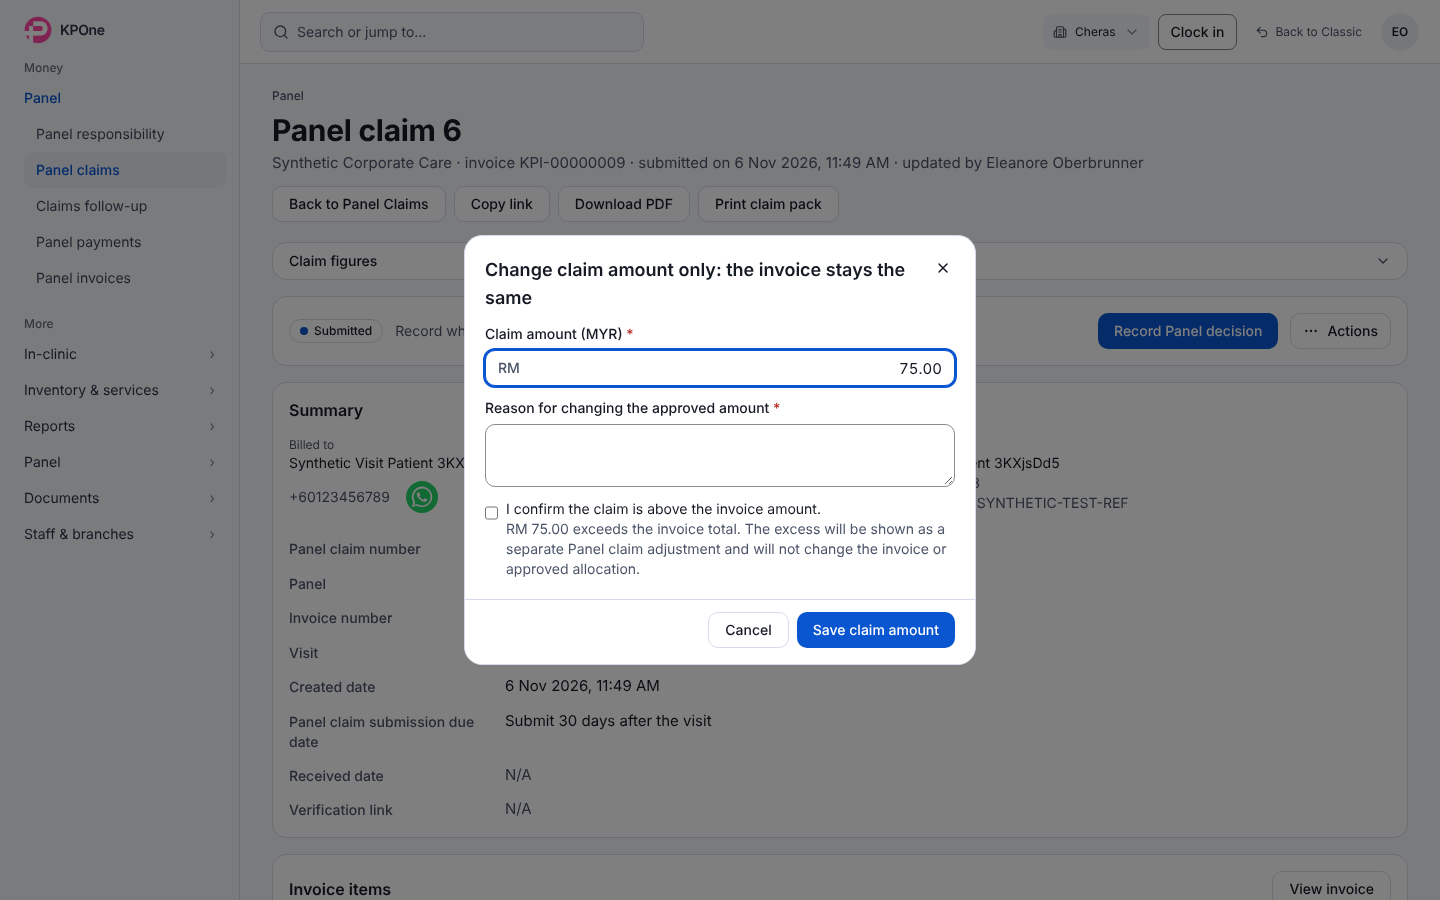 KPOne
Search or jump to...
Cheras
Clock in
Back to Classic
EO
Money
Panel
Panel responsibility
Panel claims
Claims follow-up
Panel payments
Panel invoices
More
In-clinic
Inventory & services
Reports
Panel
Documents
Staff & branches
Panel
Panel claim 6
Synthetic Corporate Care · invoice KPI-00000009 · submitted on 6 Nov 2026, 11:49 AM · updated by Eleanore Oberbrunner
Back to Panel Claims
Copy link
Download PDF
Print claim pack
Claim figures
Submitted
Record wh
Record Panel decision
Actions
Summary
Billed to
Synthetic Visit Patient 3KX
nt 3KXjsDd5
+60123456789
SYNTHETIC-TEST-REF
Panel claim number
Panel
Invoice number
Visit
Created date
6 Nov 2026, 11:49 AM
Panel claim submission due
date
Submit 30 days after the visit
Received date
N/A
Verification link
N/A
Invoice items
View invoice
Change claim amount only: the invoice stays the
same
Claim amount (MYR) *
RM
75.00
Reason for changing the approved amount *
I confirm the claim is above the invoice amount.
RM 75.00 exceeds the invoice total. The excess will be shown as a
separate Panel claim adjustment and will not change the invoice or
approved allocation.
Cancel
Save claim amount